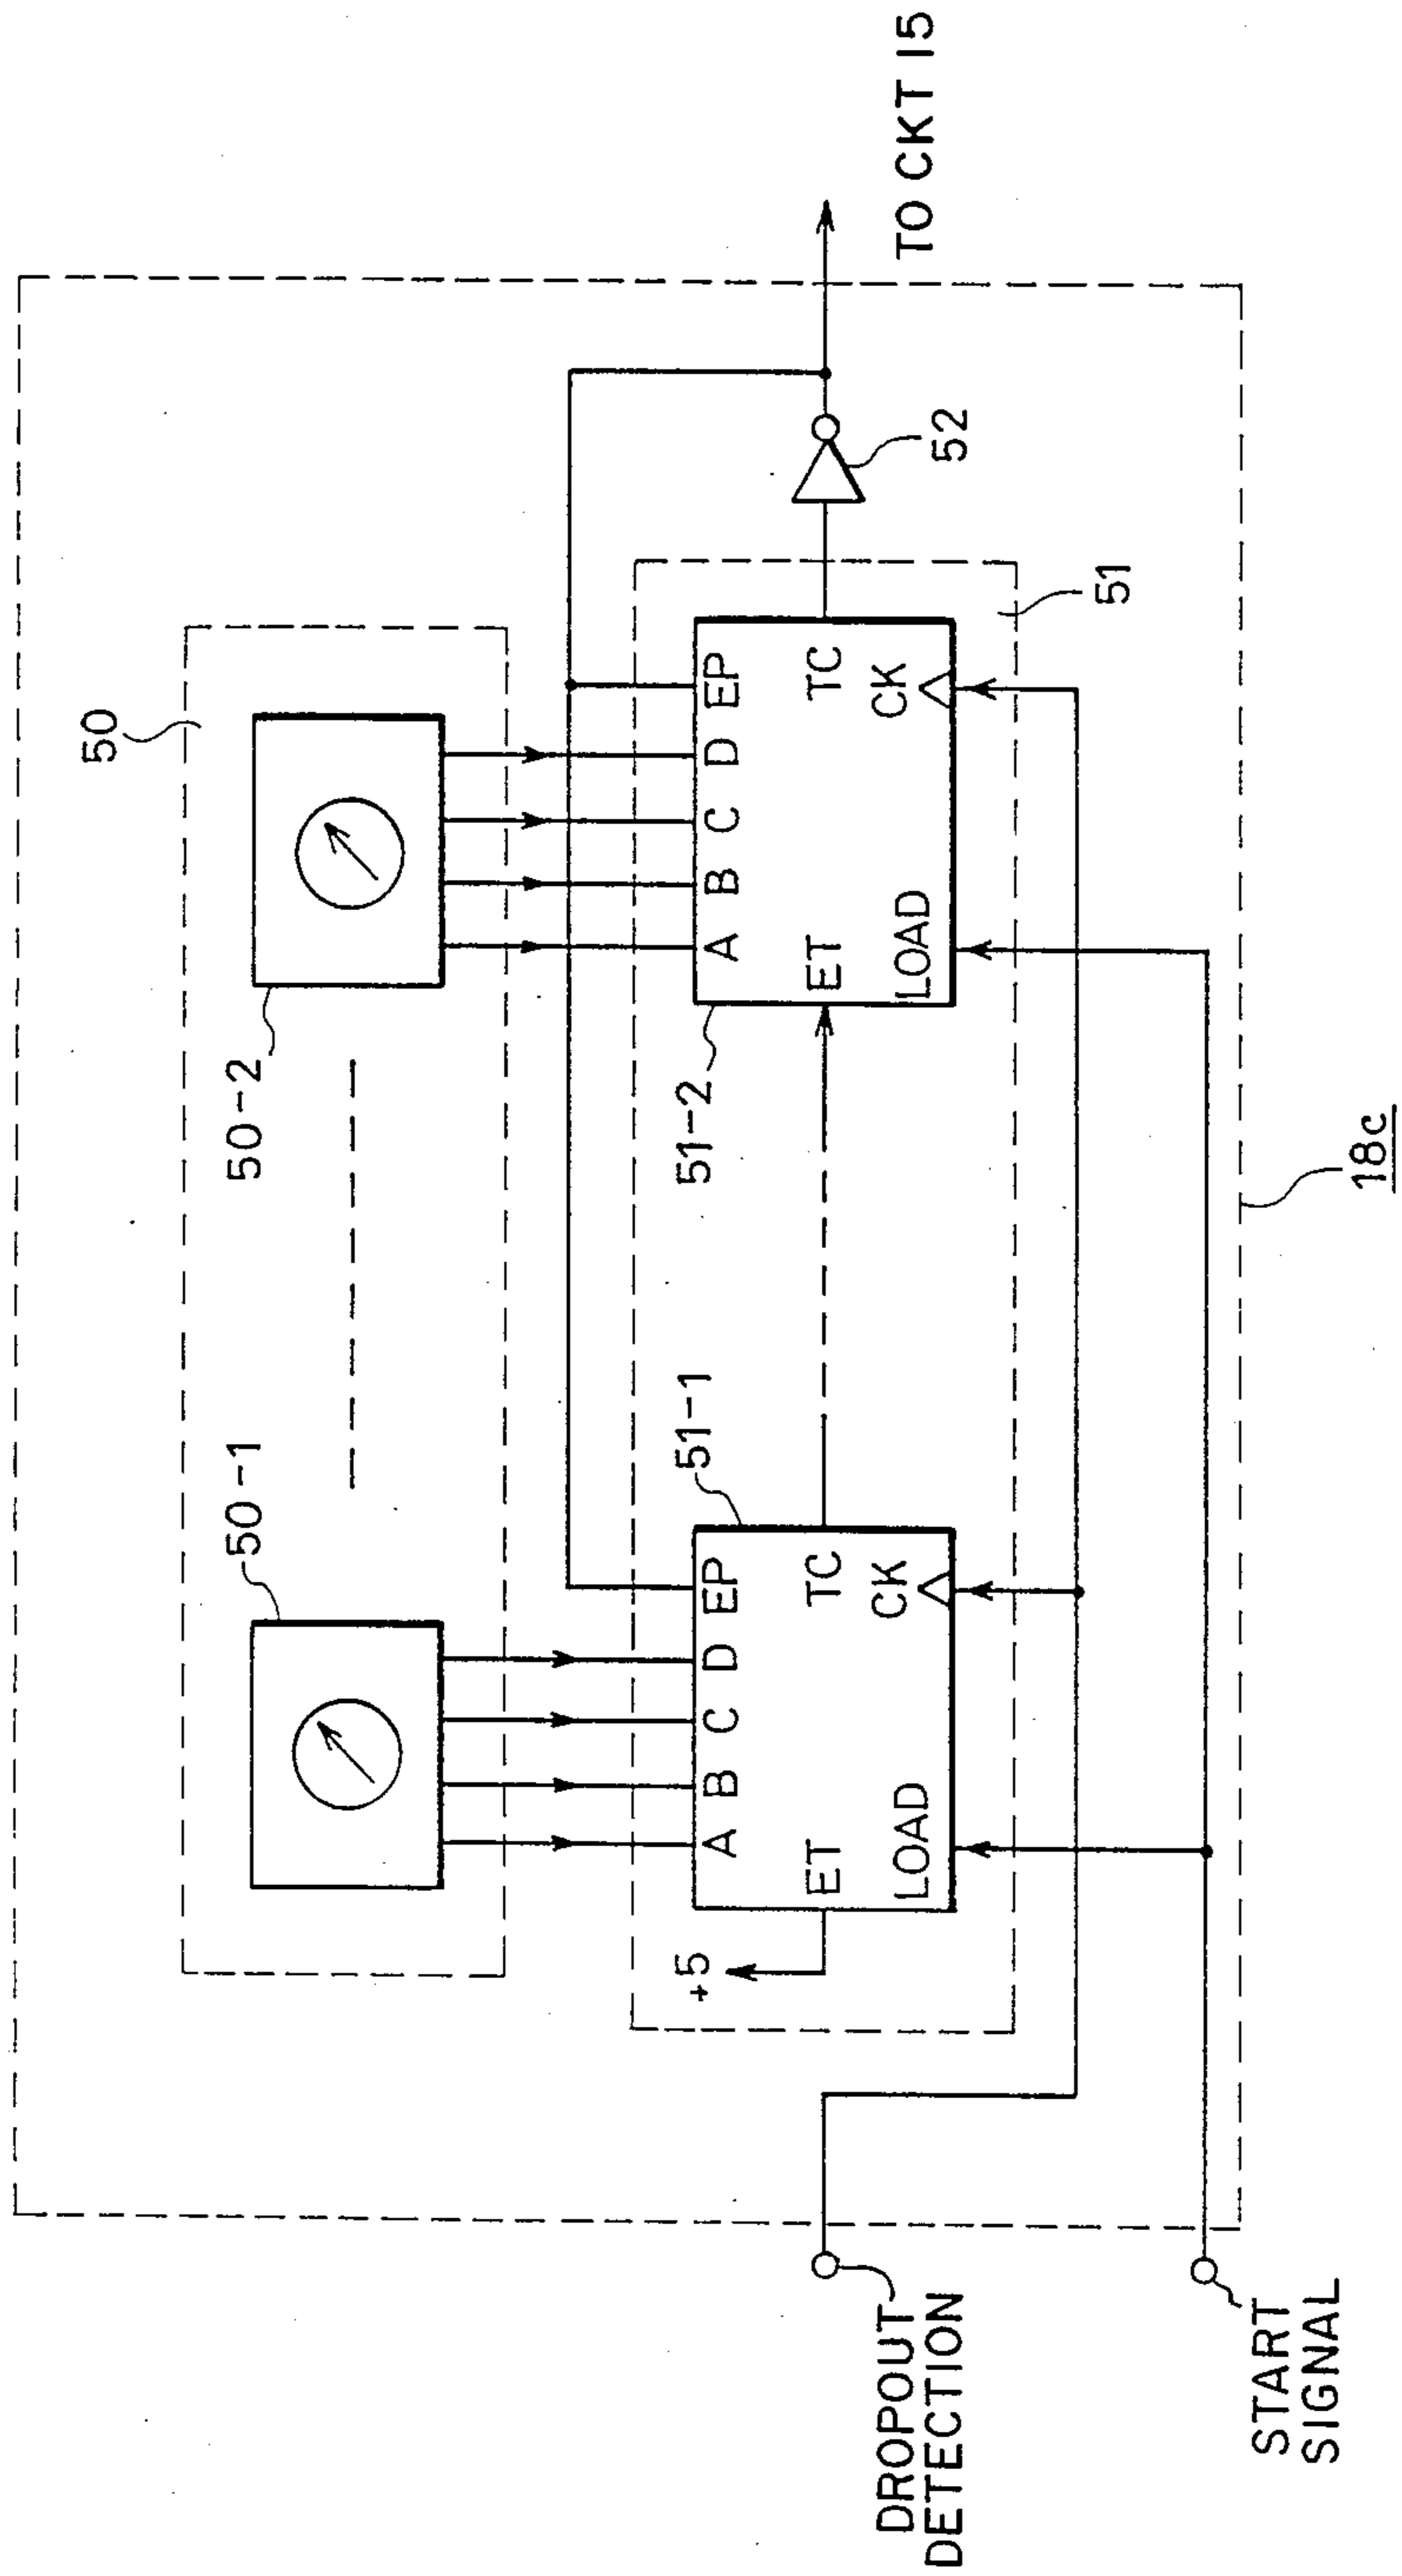 50
50-1
50-2
A B C D EP
A B C D EP
51-1
51-2
+5
ET
TC
ET
TC
LOAD
CK
LOAD
CK
51
52
TO CKT 15
DROPOUT
DETECTION
START
SIGNAL
18c